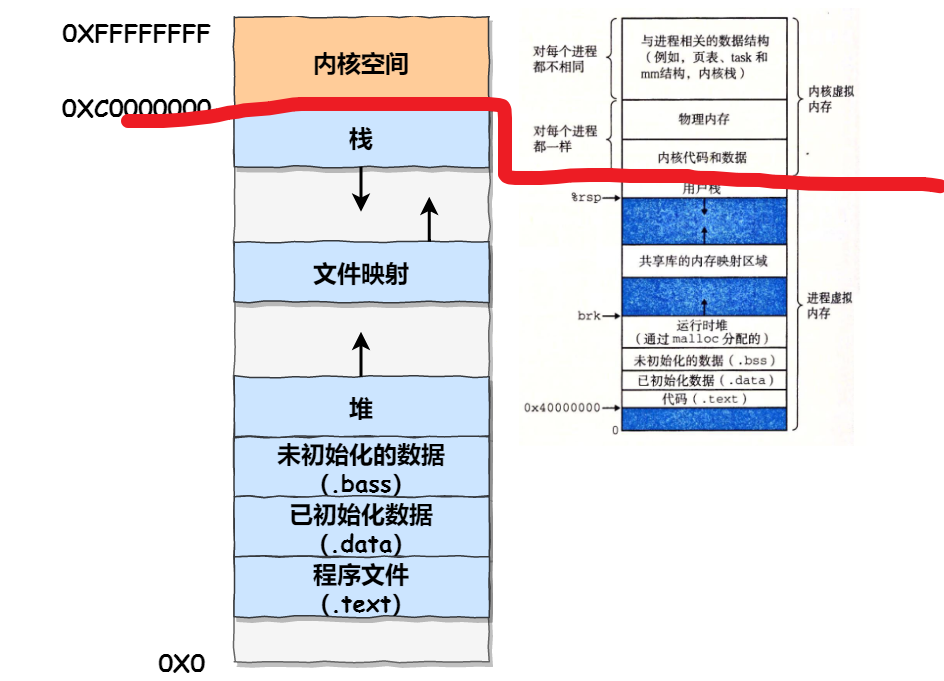 0XFFFFFFFF
内核空间
0XC0000000
栈
文件映射
堆
未初始化的数据
(.bass)
已初始化数据
(.data)
程序文件
(.text)
0X0
对每个进程
都不相同
与进程相关的数据结构
(例如,页表、task 和
mm结构,内核栈)
内核虚拟
内存
对每个进程
都一样
物理内存
内核代码和数据
用户栈
%rsp
共享库的内存映射区域
进程虚拟
内存
brk
运行时堆
(通过 malloc 分配的)
未初始化的数据(.bss)
已初始化数据(.data)
代码(.text)
0x40000000
0